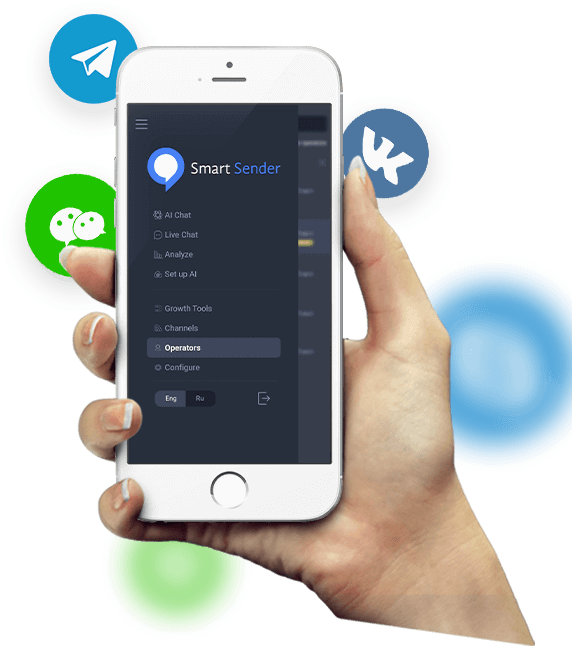 Smart Sender
AI Chat
Live Chat
Analyze
Set up AI
Growth Tools
Channels
Operators
Configure
Eng Ru